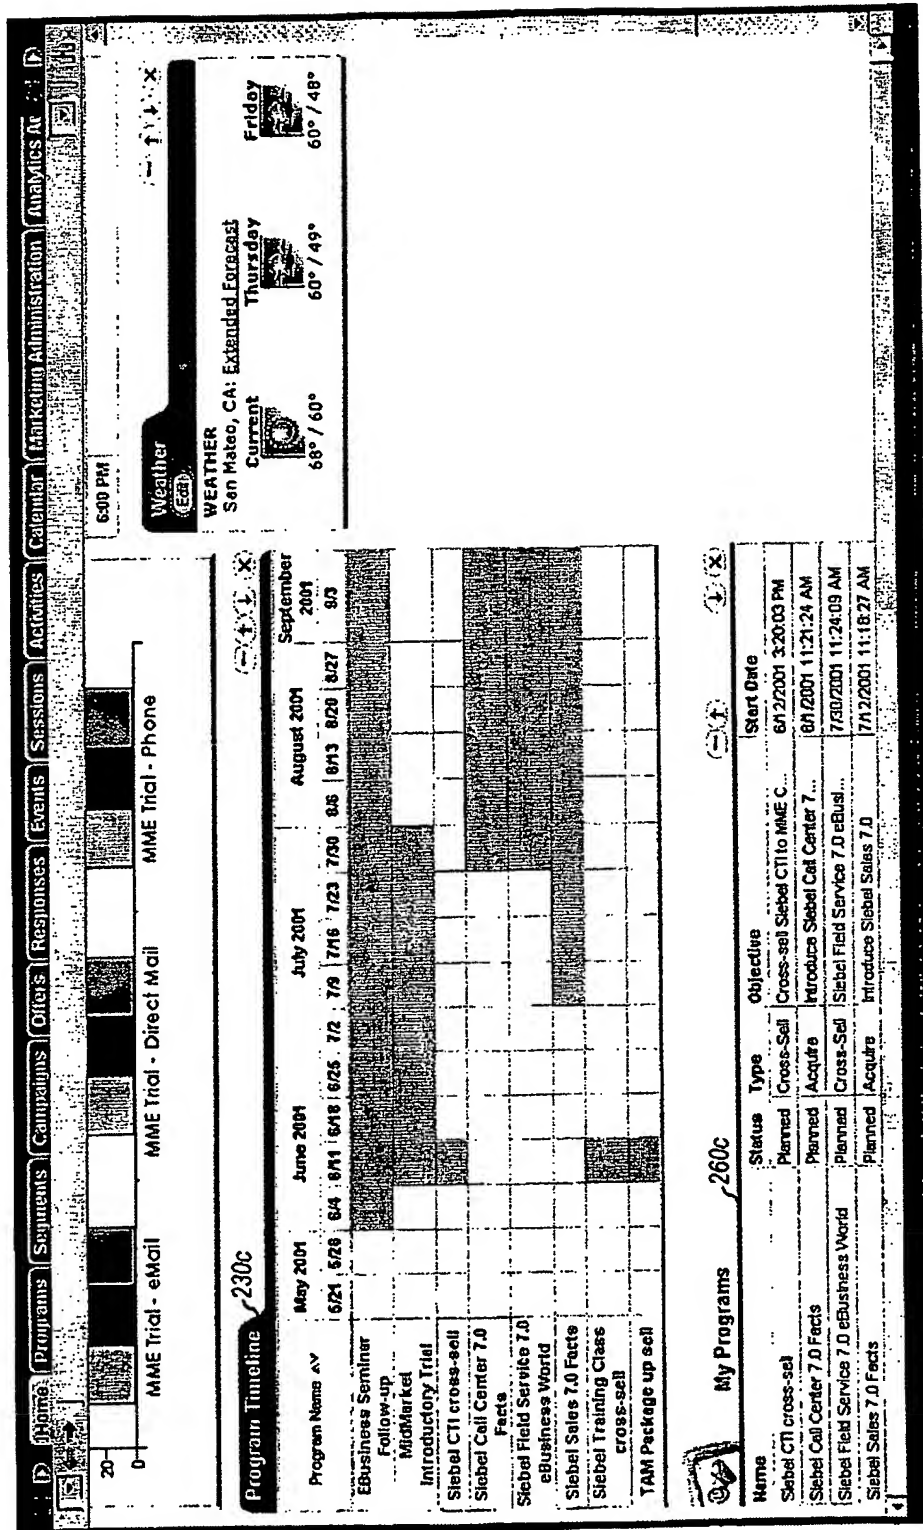 Home Programs Segments Campaigns Offers Responses Events Sessions Activities Calendar Marketing Administration Analytics
20
0
MME Trial - eMail
MME Trial - Direct Mail
MME Trial - Phone
6:00 PM
Program Timeline 230c
Program Name
May 2001 June 2001 July 2001 August 2001 September 2001
5/21 5/28 6/4 6/11 6/18 6/25 7/2 7/9 7/16 7/23 7/30 8/6 8/13 8/20 8/27 9/3
EBusiness Seminar
Follow-up
MidMarket
Introductory Trial
Siebel CTI cross-sell
Siebel Call Center 7.0
Facts
Siebel Field Service 7.0
eBusiness World
Siebel Sales 7.0 Facts
Siebel Training Class
cross-sell
TAM Package up sell
Weather
Edit
WEATHER
San Mateo, CA: Extended Forecast
Current Thursday Friday
68° / 60° 60° / 49° 60° / 48°
My Programs 260c
Name Status Type Objective Start Date
Siebel CTI cross-sell Planned Cross-Sell Cross-sell Siebel CTI to MME C... 6/12/2001 3:20:03 PM
Siebel Call Center 7.0 Facts Planned Acquire Introduce Siebel Call Center 7... 8/1/2001 11:21:24 AM
Siebel Field Service 7.0 eBusiness World Planned Cross-Sell Siebel Field Service 7.0 eBusi... 7/30/2001 11:24:09 AM
Siebel Sales 7.0 Facts Planned Acquire Introduce Siebel Sales 7.0 7/12/2001 11:18:27 AM